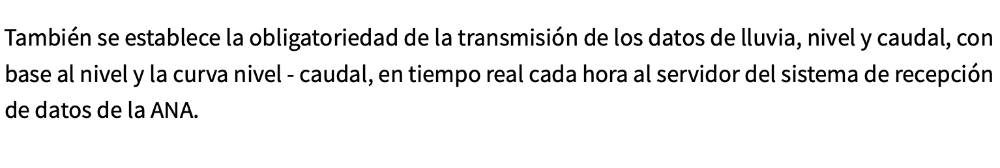 También se establece la obligatoriedad de la transmisión de los datos de lluvia, nivel y caudal, con
base al nivel y la curva nivel - caudal, en tiempo real cada hora al servidor del sistema de recepción
de datos de la ANA.